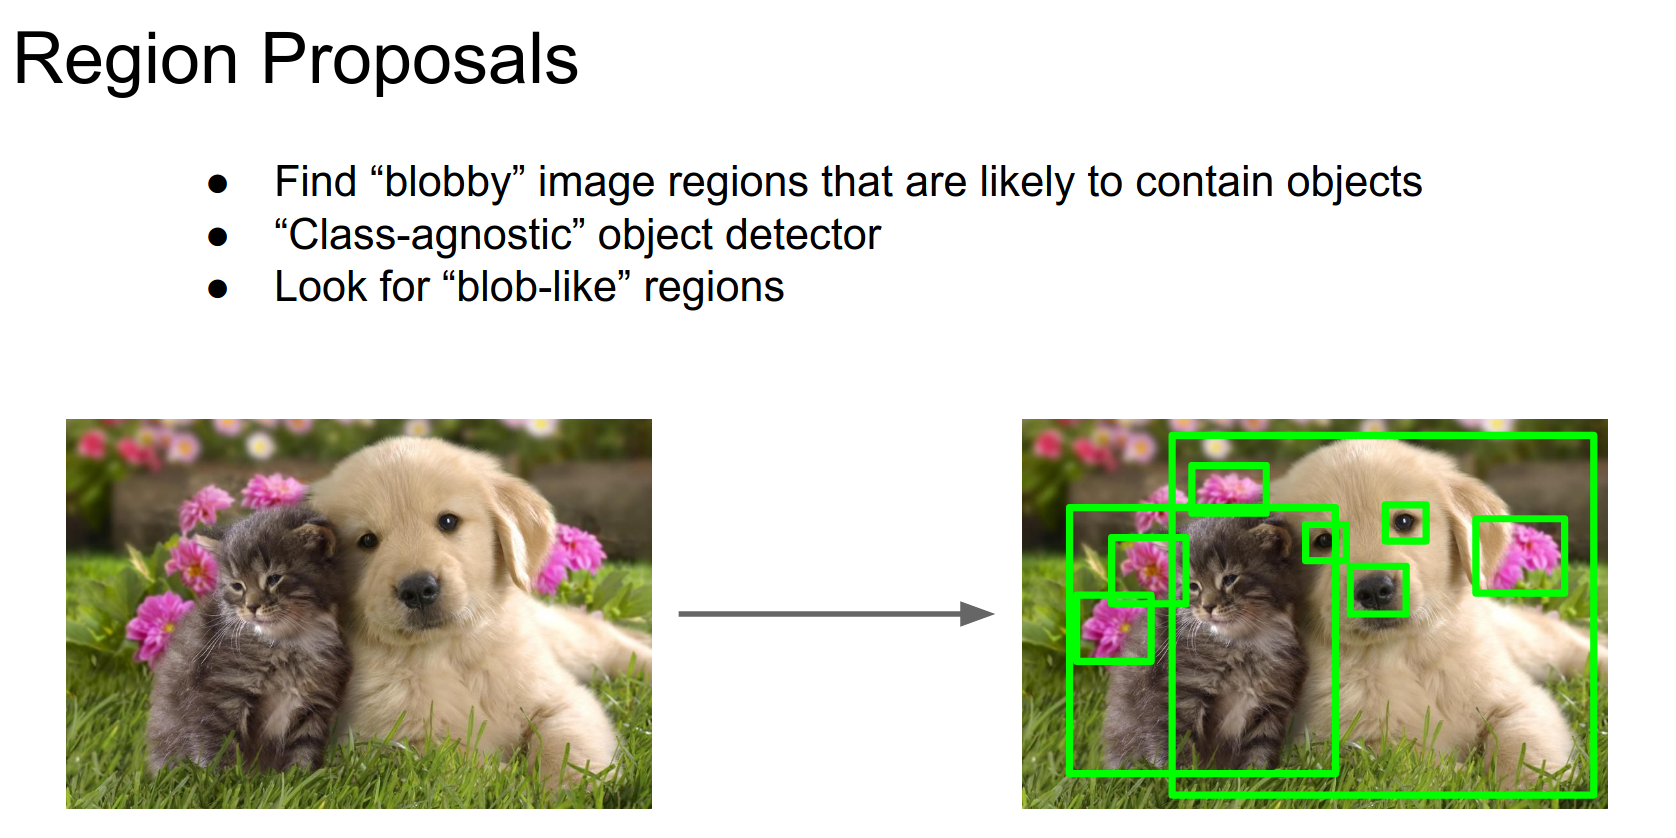 Region Proposals
● Find “blobby” image regions that are likely to contain objects
● “Class-agnostic” object detector
● Look for “blob-like” regions